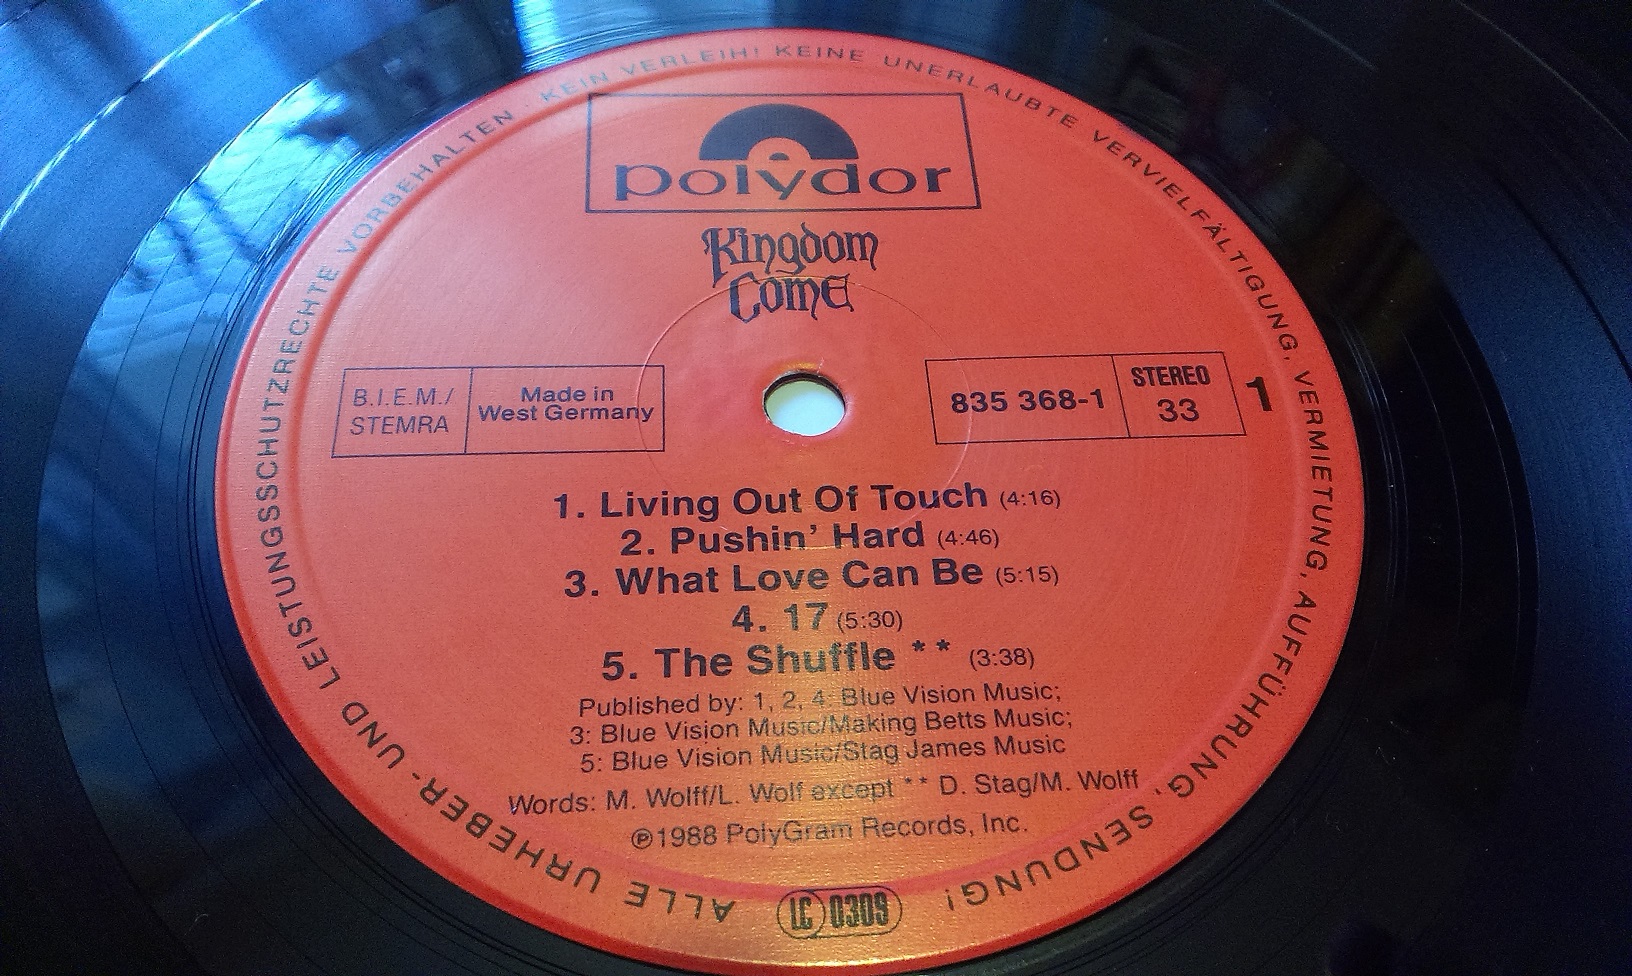 ALLE URHEBER- UND LEISTUNGSSCHUTZRECHTE VORBEHALTEN · KEIN VERLEIH! KEINE UNERLAUBTE VERVIELFÄLTIGUNG, VERMIETUNG, AUFFÜHRUNG, SENDUNG!
polydor
Kingdom
Come
B.I.E.M./
STEMRA
Made in
West Germany
835 368-1
STEREO
33
1
1. Living Out Of Touch (4:16)
2. Pushin' Hard (4:46)
3. What Love Can Be (5:15)
4. 17 (5:30)
5. The Shuffle ** (3:38)
Published by: 1, 2, 4: Blue Vision Music;
3: Blue Vision Music/Making Betts Music;
5: Blue Vision Music/Stag James Music
Words: M. Wolff/L. Wolf except ** D. Stag/M. Wolff
℗1988 PolyGram Records, Inc.
LC 0309